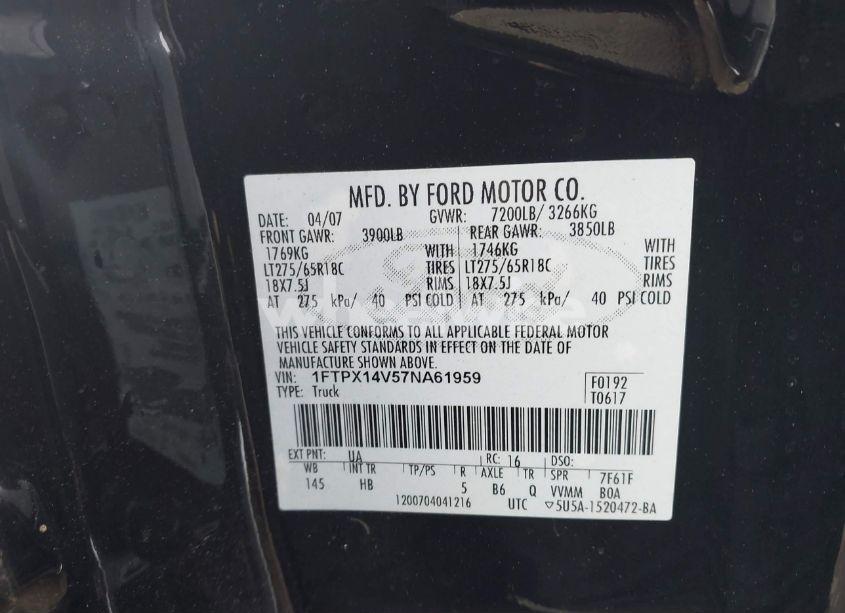 MFD. BY FORD MOTOR CO.
DATE: 04/07 GVWR: 7200LB/ 3266KG
FRONT GAWR: 3900LB REAR GAWR: 3850LB
1769KG WITH 1746KG WITH
LT275/65R18C TIRES LT275/65R18C TIRES
18X7.5J RIMS 18X7.5J RIMS
AT 275 kPa/ 40 PSI COLD AT 275 kPa/ 40 PSI COLD
THIS VEHICLE CONFORMS TO ALL APPLICABLE FEDERAL MOTOR
VEHICLE SAFETY STANDARDS IN EFFECT ON THE DATE OF
MANUFACTURE SHOWN ABOVE.
VIN: 1FTPX14V57NA61959 F0192
TYPE: Truck T0617
EXT PNT: UA RC: 16 DSO:
WB INT TR TP/PS R AXLE TR SPR 7F61F
145 HB 5 B6 Q VVMM BOA
1200704041216 UTC ▽5U5A-1520472-BA